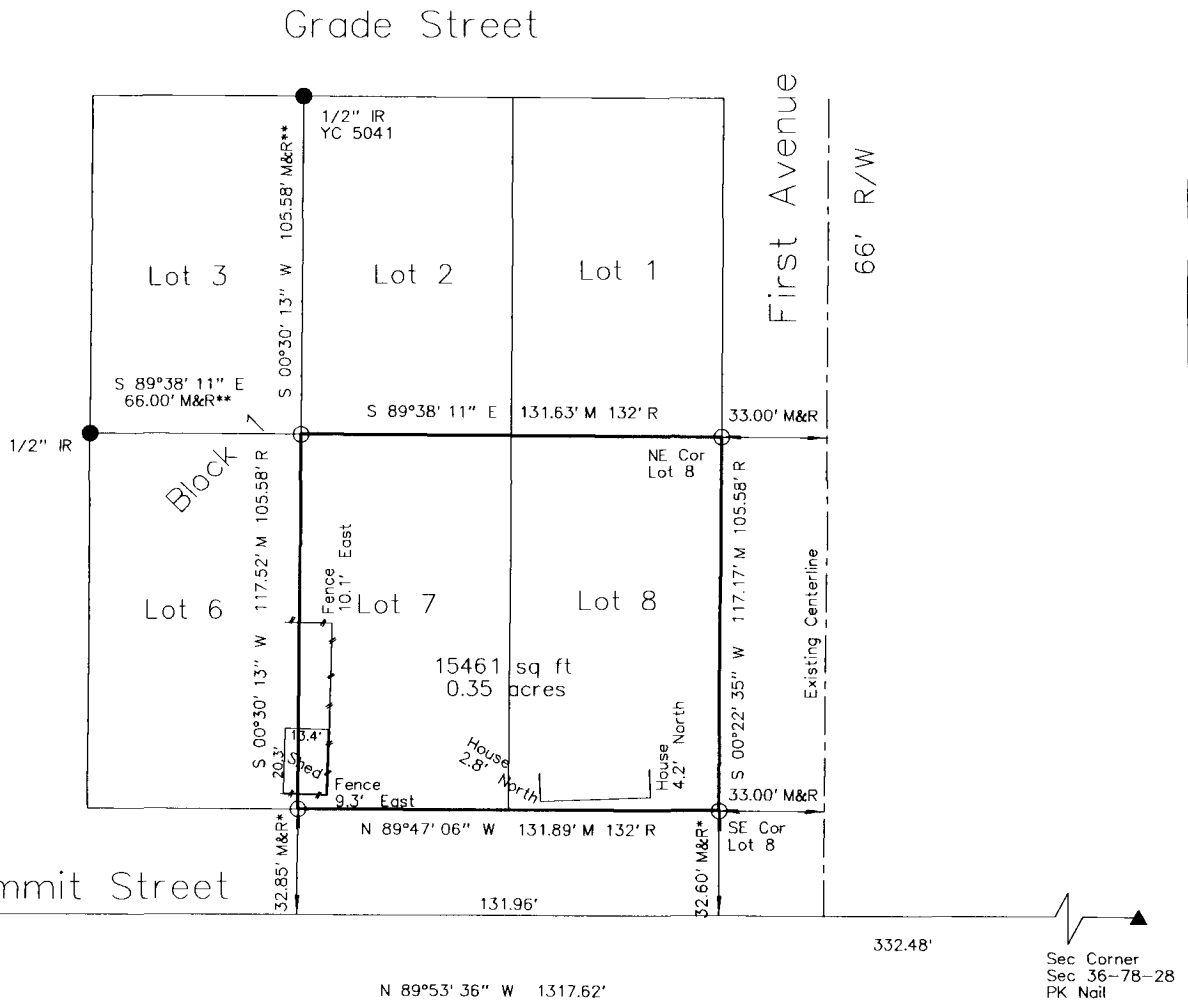 Grade Street
1/2" IR
YC 5041
First Avenue
66' R/W
S 00°30' 13" W 105.58' M&R**
Lot 3
Lot 2
Lot 1
S 89°38' 11" E
66.00' M&R**
S 89°38' 11" E 131.63' M 132' R
33.00' M&R
1/2" IR
Block 7
NE Cor
Lot 8
S 00°30' 13" W 117.52' M 105.58' R
S 00°22' 35" W 117.17' M 105.58' R
Existing Centerline
Fence
10.1' East
Lot 6
Lot 7
Lot 8
15461 sq ft
0.35 acres
13.4'
20.3'
Shed
House
2.8' North
House
4.2' North
Fence
9.3' East
33.00' M&R
N 89°47' 06" W 131.89' M 132' R
SE Cor
Lot 8
32.85' M&R*
32.60' M&R*
mmit Street
131.96'
332.48'
Sec Corner
Sec 36-78-28
PK Nail
N 89°53' 36" W 1317.62'